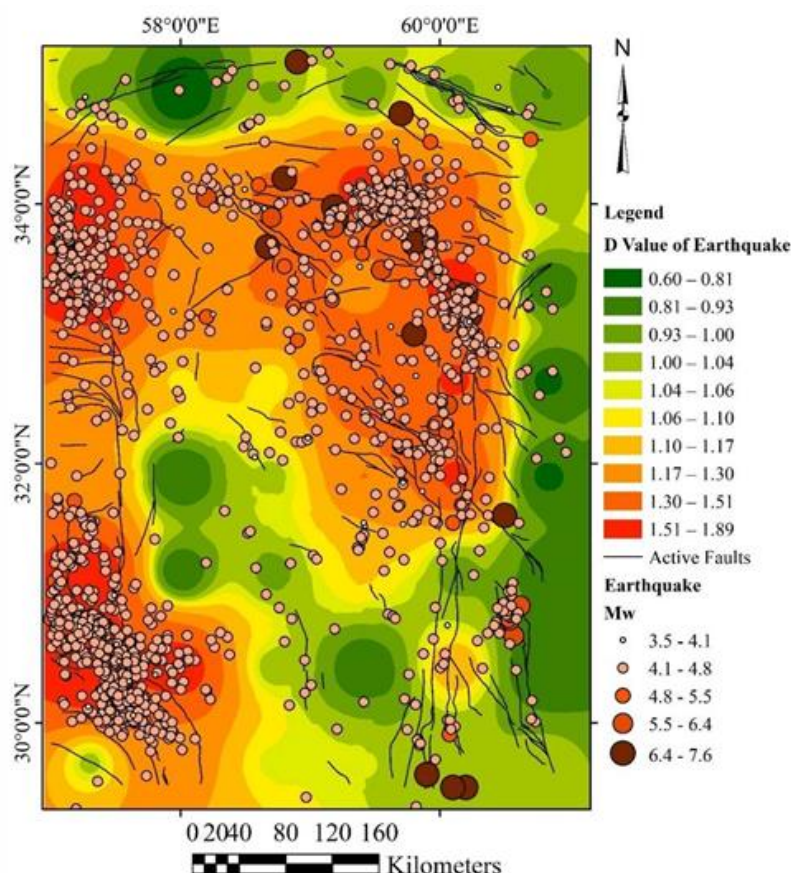 58°0'0"E 60°0'0"E
N
34°0'0"N
32°0'0"N
30°0'0"N
Legend
D Value of Earthquake
0.60 – 0.81
0.81 – 0.93
0.93 – 1.00
1.00 – 1.04
1.04 – 1.06
1.06 – 1.10
1.10 – 1.17
1.17 – 1.30
1.30 – 1.51
1.51 – 1.89
Active Faults
Earthquake
Mw
3.5 - 4.1
4.1 - 4.8
4.8 - 5.5
5.5 - 6.4
6.4 - 7.6
0 20 40 80 120 160
Kilometers